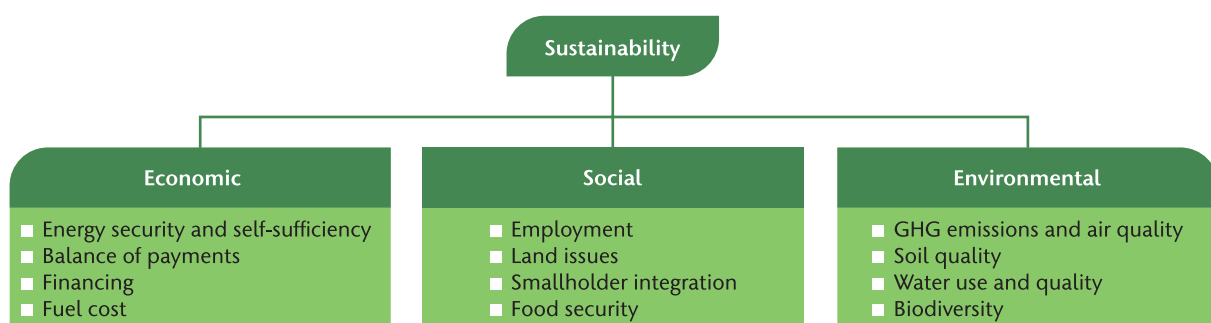 Sustainability
Economic
Energy security and self-sufficiency
Balance of payments
Financing
Fuel cost
Social
Employment
Land issues
Smallholder integration
Food security
Environmental
GHG emissions and air quality
Soil quality
Water use and quality
Biodiversity